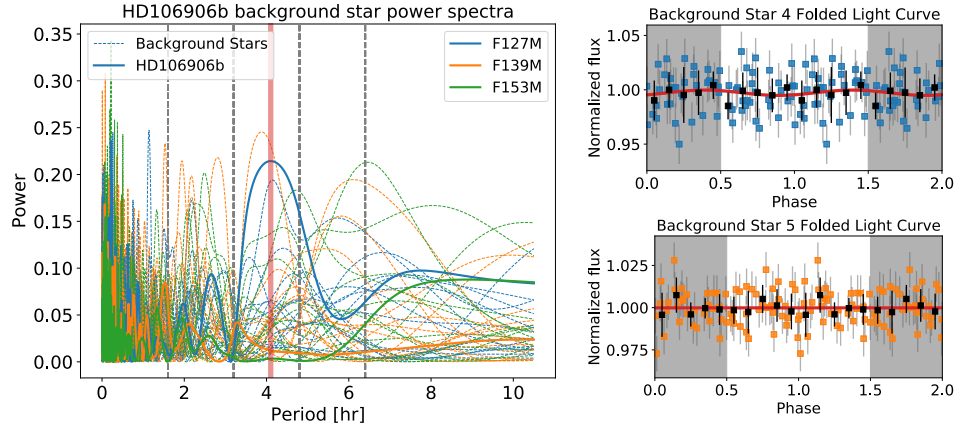 HD106906b background star power spectra
Power
0.35
0.30
0.25
0.20
0.15
0.10
0.05
0.00
Background Stars
HD106906b
F127M
F139M
F153M
0 2 4 6 8 10
Period [hr]
Background Star 4 Folded Light Curve
Normalized flux
1.05
1.00
0.95
0.0 0.5 1.0 1.5 2.0
Phase
Background Star 5 Folded Light Curve
Normalized flux
1.025
1.000
0.975
0.0 0.5 1.0 1.5 2.0
Phase